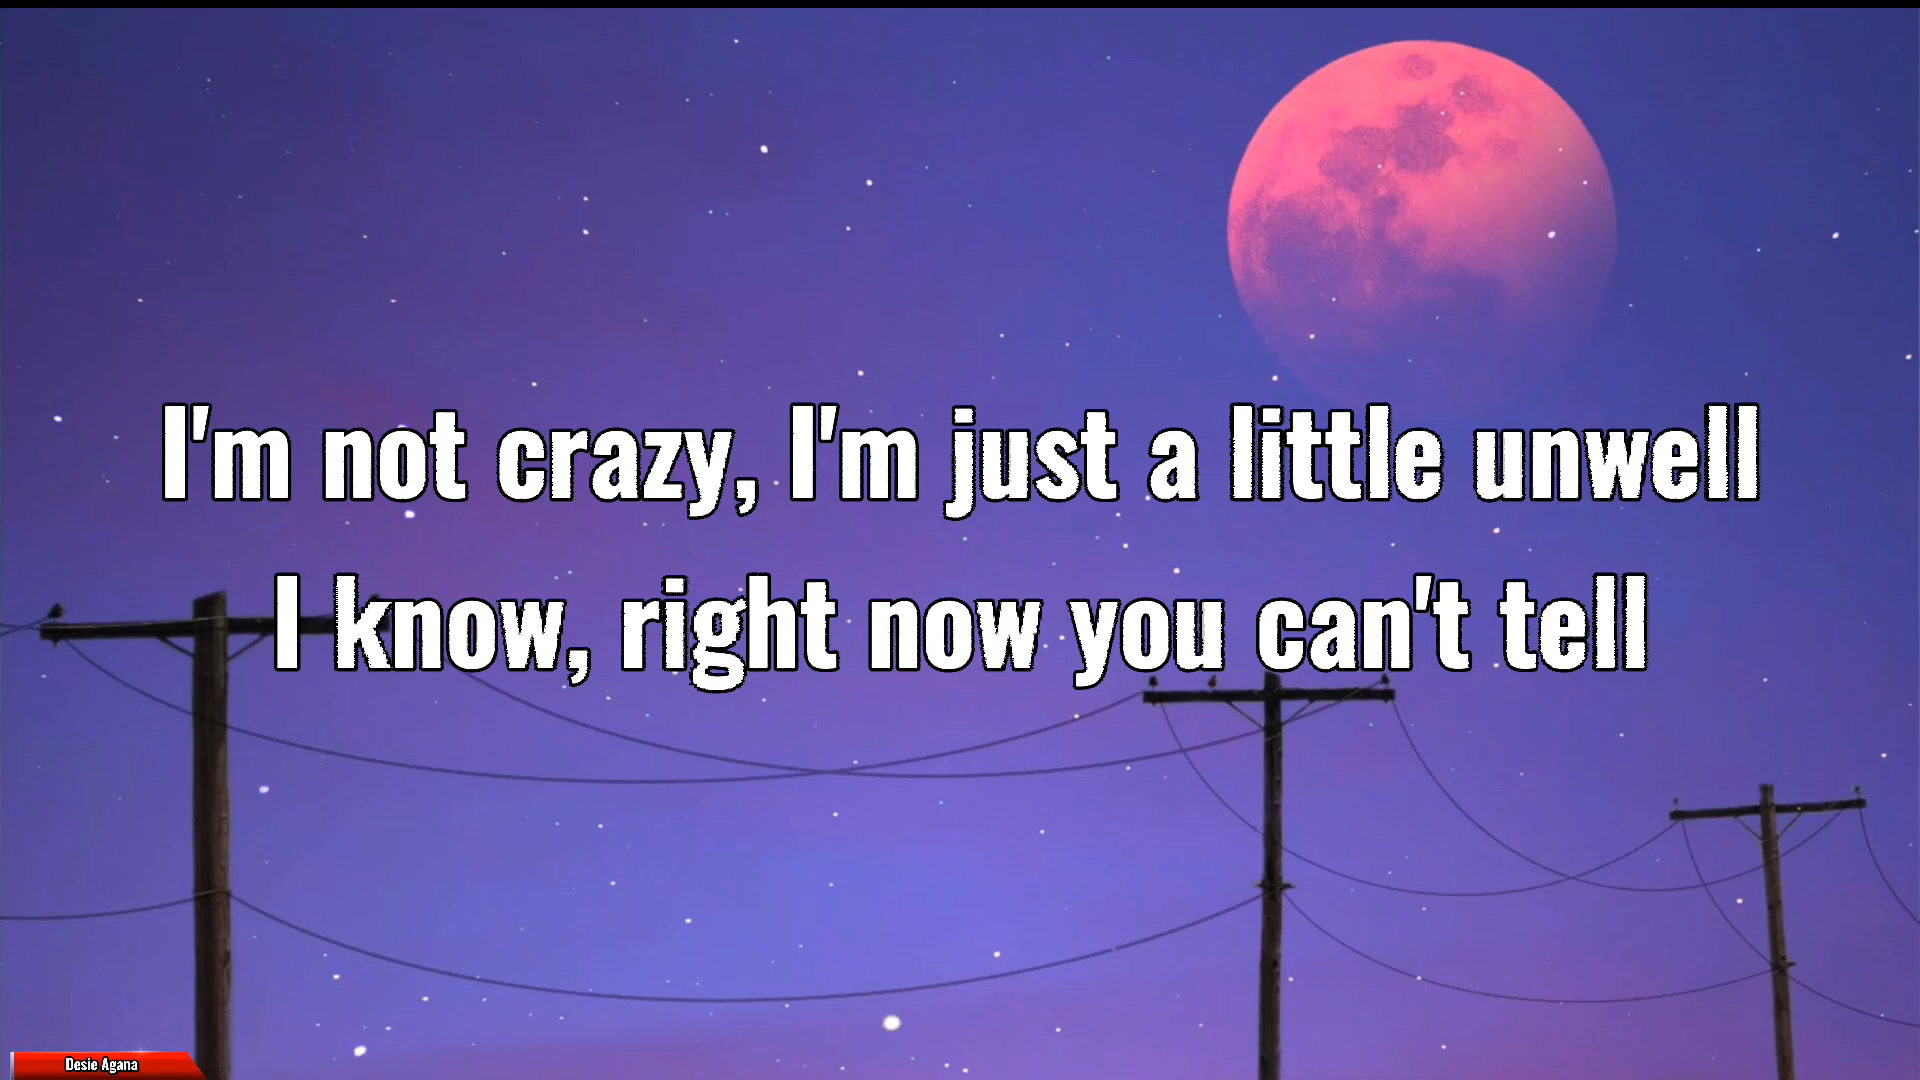 I'm not crazy, I'm just a little unwell
I know, right now you can't tell
Desie Agana